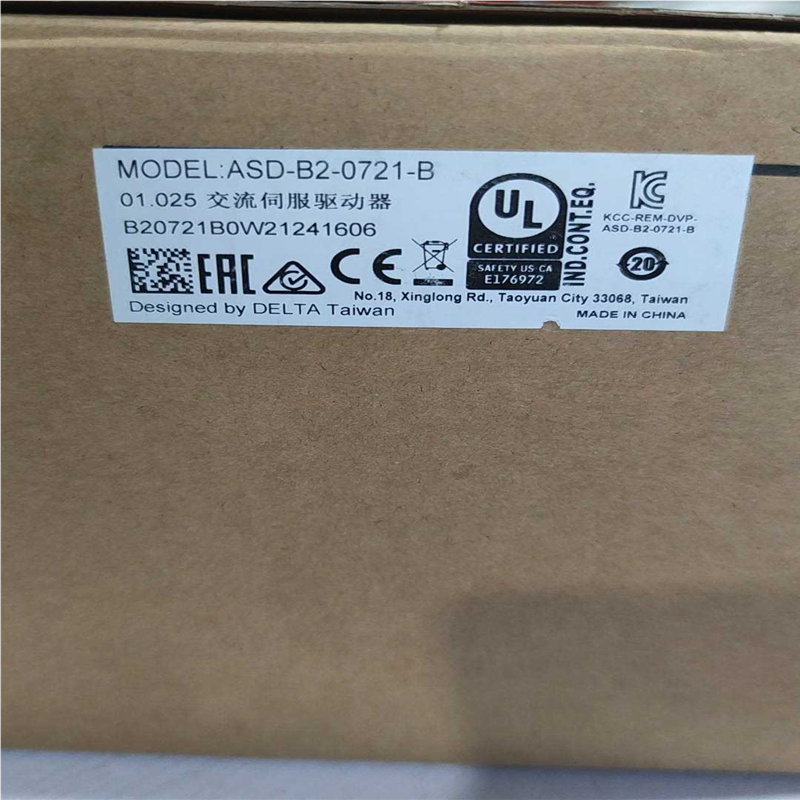 MODEL:ASD-B2-0721-B
01.025 交流伺服驱动器
B20721B0W21241606
EAC
CE
UL
CERTIFIED
SAFETY US-CA
E176972
IND.CONT.EQ.
KC
KCC-REM-DVP-
ASD-B2-0721-B
20
No.18, Xinglong Rd., Taoyuan City 33068, Taiwan
Designed by DELTA Taiwan
MADE IN CHINA